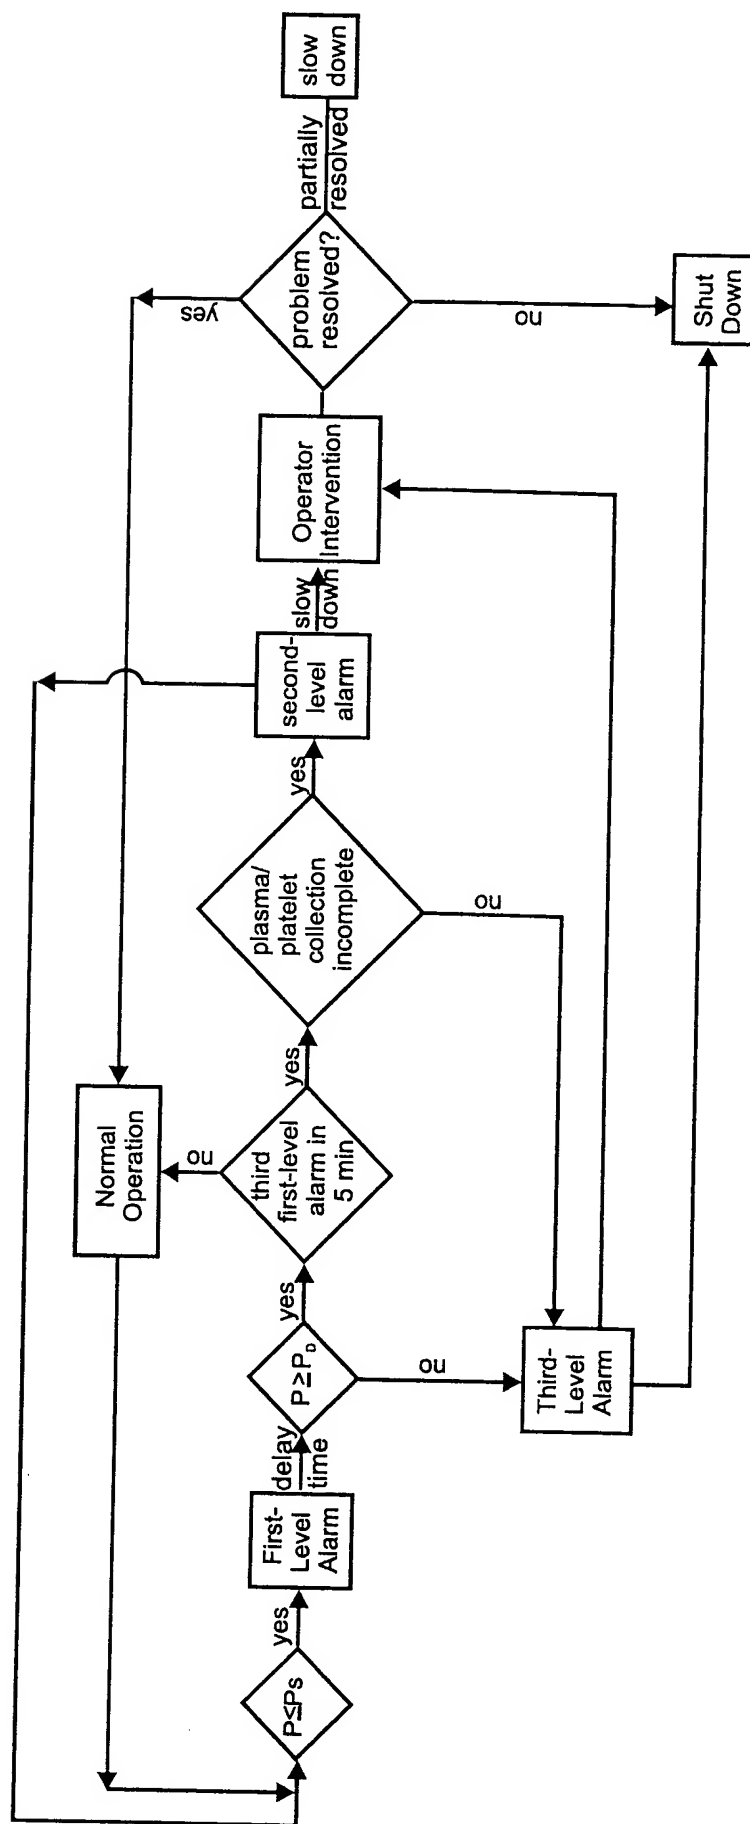 P≤Ps
yes
First-
Level
Alarm
delay
time
P≥P₀
yes
no
third
first-level
alarm in
5 min
no
Normal
Operation
yes
plasma/
platelet
collection
incomplete
yes
no
Third-
Level
Alarm
second-
level
alarm
slow
down
Operator
Intervention
problem
resolved?
yes
no
partially
resolved
slow
down
Shut
Down